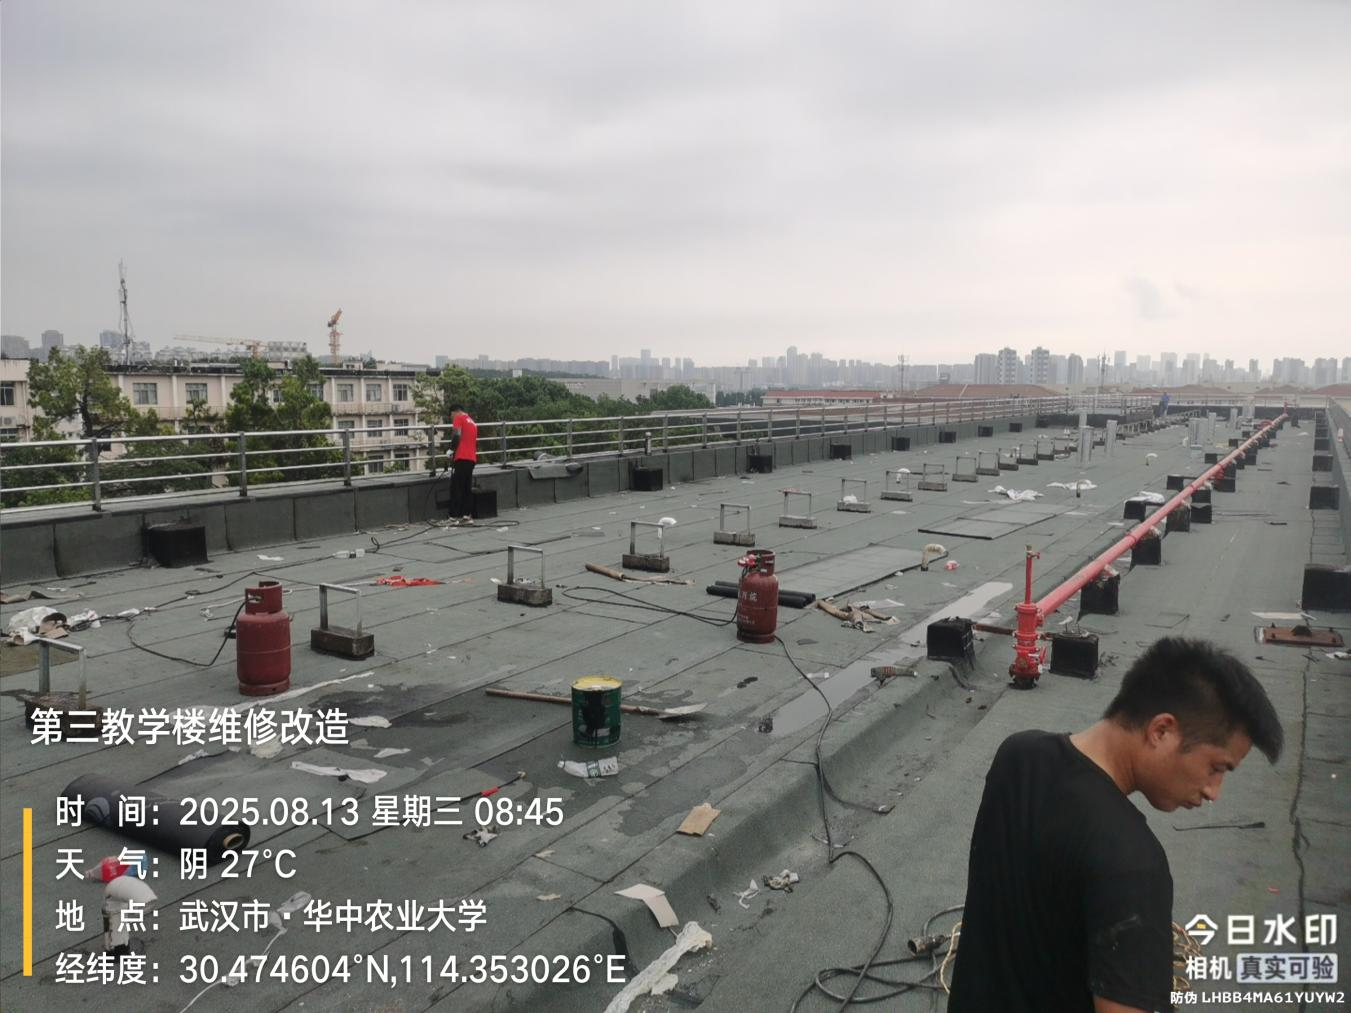 第三教学楼维修改造
时 间：2025.08.13 星期三 08:45
天 气：阴 27°C
地 点：武汉市·华中农业大学
经纬度：30.474604°N,114.353026°E
今日水印
相机 真实可验
防伪 LHBB4MA61YUYW2